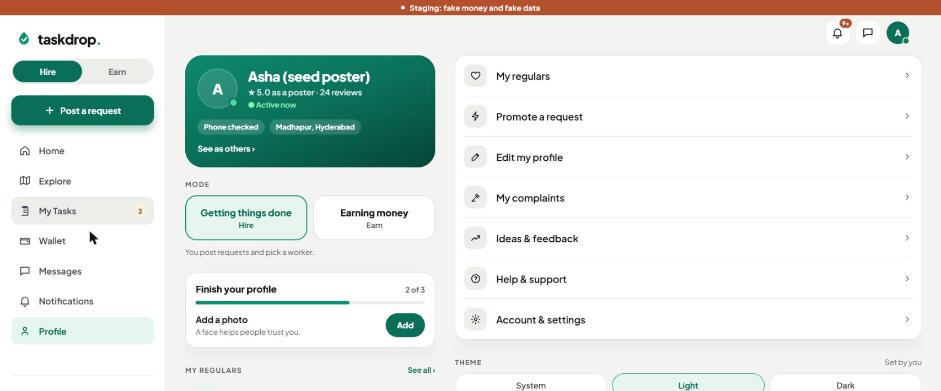 Staging: fake money and fake data
taskdrop.
Hire
Earn
+ Post a request
Home
Explore
My Tasks
3
Wallet
Messages
Notifications
Profile
9+
A
A
Asha (seed poster)
★ 5.0 as a poster · 24 reviews
Active now
Phone checked
Madhapur, Hyderabad
See as others ›
MODE
Getting things done
Hire
Earning money
Earn
You post requests and pick a worker.
Finish your profile
2 of 3
Add a photo
A face helps people trust you.
Add
MY REGULARS
See all ›
My regulars
Promote a request
Edit my profile
My complaints
Ideas & feedback
Help & support
Account & settings
THEME
Set by you
System
Light
Dark